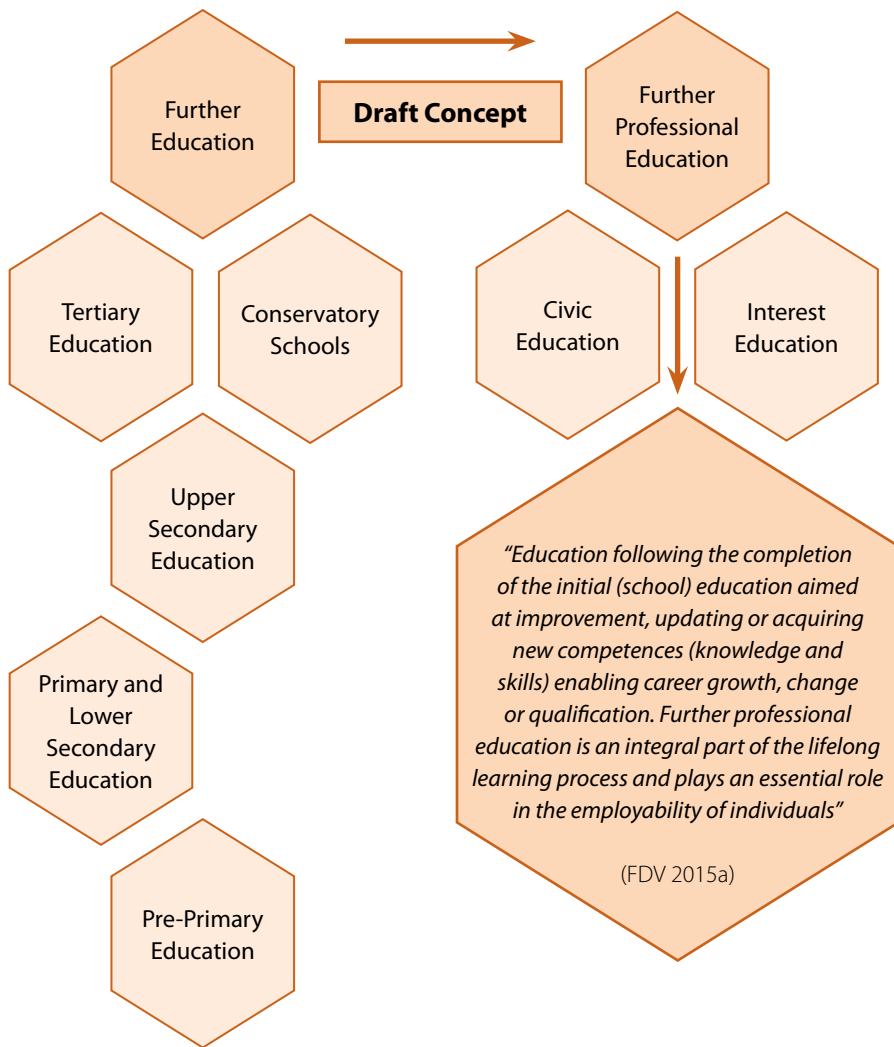 Further
Education
Draft Concept
Further
Professional
Education
Tertiary
Education
Conservatory
Schools
Civic
Education
Interest
Education
Upper
Secondary
Education
Primary and
Lower
Secondary
Education
Pre-Primary
Education
“Education following the completion
of the initial (school) education aimed
at improvement, updating or acquiring
new competences (knowledge and
skills) enabling career growth, change
or qualification. Further professional
education is an integral part of the lifelong
learning process and plays an essential role
in the employability of individuals”
(FDV 2015a)